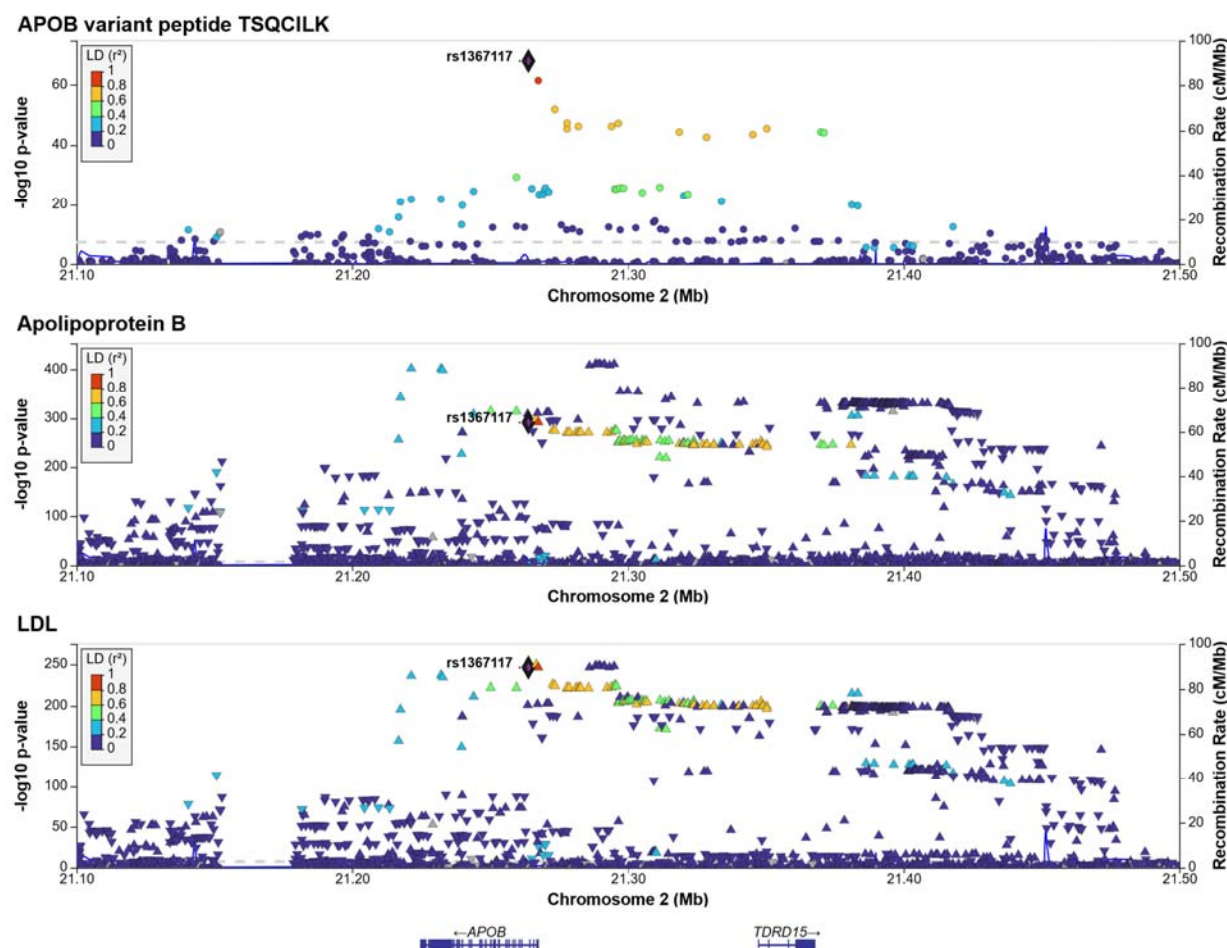 APOB variant peptide TSQCILK
LD (r²)
1
0.8
0.6
0.4
0.2
0
rs1367117
60
40
20
0
-log10 p-value
100
80
60
40
20
0
Recombination Rate (cM/Mb)
21.10 21.20 21.30 21.40 21.50
Chromosome 2 (Mb)
Apolipoprotein B
LD (r²)
1
0.8
0.6
0.4
0.2
0
rs1367117
400
300
200
100
0
-log10 p-value
100
80
60
40
20
0
Recombination Rate (cM/Mb)
21.10 21.20 21.30 21.40 21.50
Chromosome 2 (Mb)
LDL
LD (r²)
1
0.8
0.6
0.4
0.2
0
rs1367117
250
200
150
100
50
0
-log10 p-value
100
80
60
40
20
0
Recombination Rate (cM/Mb)
21.10 21.20 21.30 21.40 21.50
Chromosome 2 (Mb)
←APOB TDRD15→